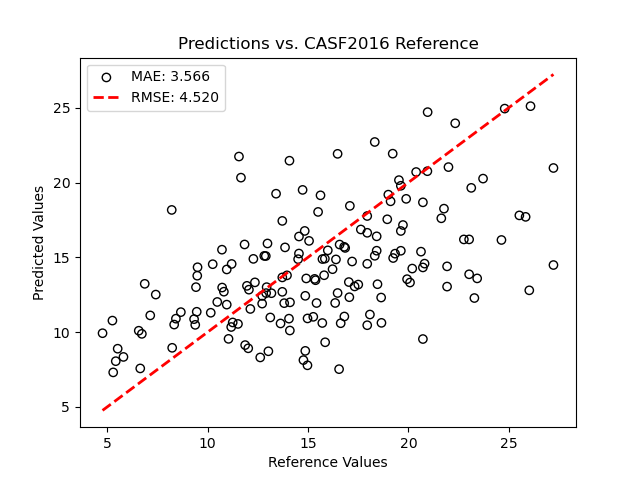 Predictions vs. CASF2016 Reference
MAE: 3.566
RMSE: 4.520
Predicted Values
25
20
15
10
5
5 10 15 20 25
Reference Values